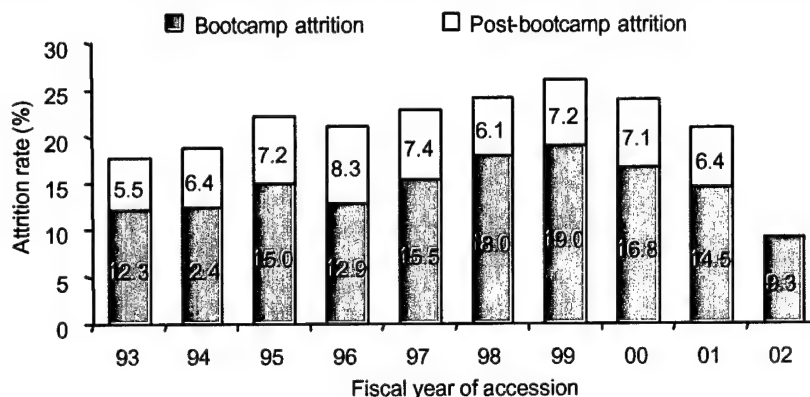 Bootcamp attrition Post-bootcamp attrition
30
25
20
15
10
5
0
Attrition rate (%)
5.5 6.4 7.2 8.3 7.4 6.1 7.2 7.1 6.4
12.3 12.4 15.0 12.9 15.5 18.0 19.0 16.8 14.5 9.3
93 94 95 96 97 98 99 00 01 02
Fiscal year of accession